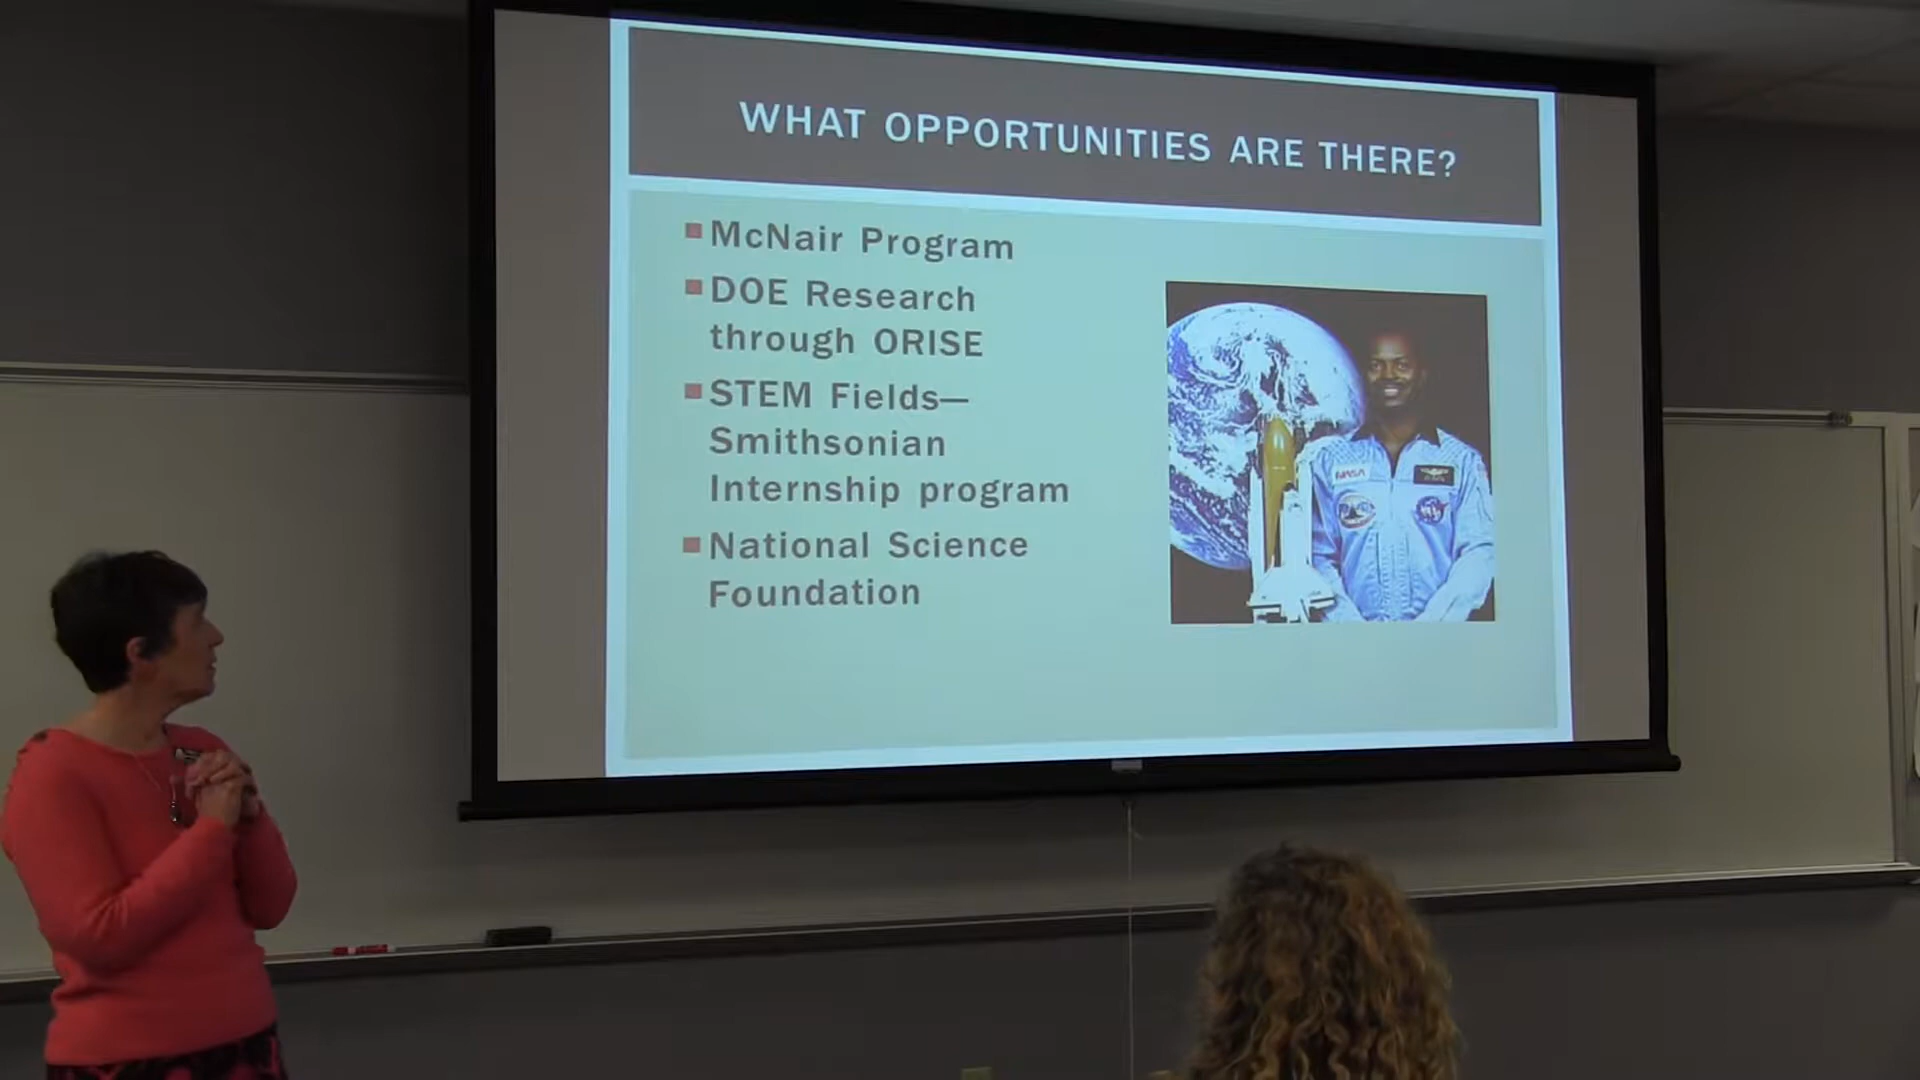 WHAT OPPORTUNITIES ARE THERE?
McNair Program
DOE Research
through ORISE
STEM Fields—
Smithsonian
Internship program
National Science
Foundation
NASA